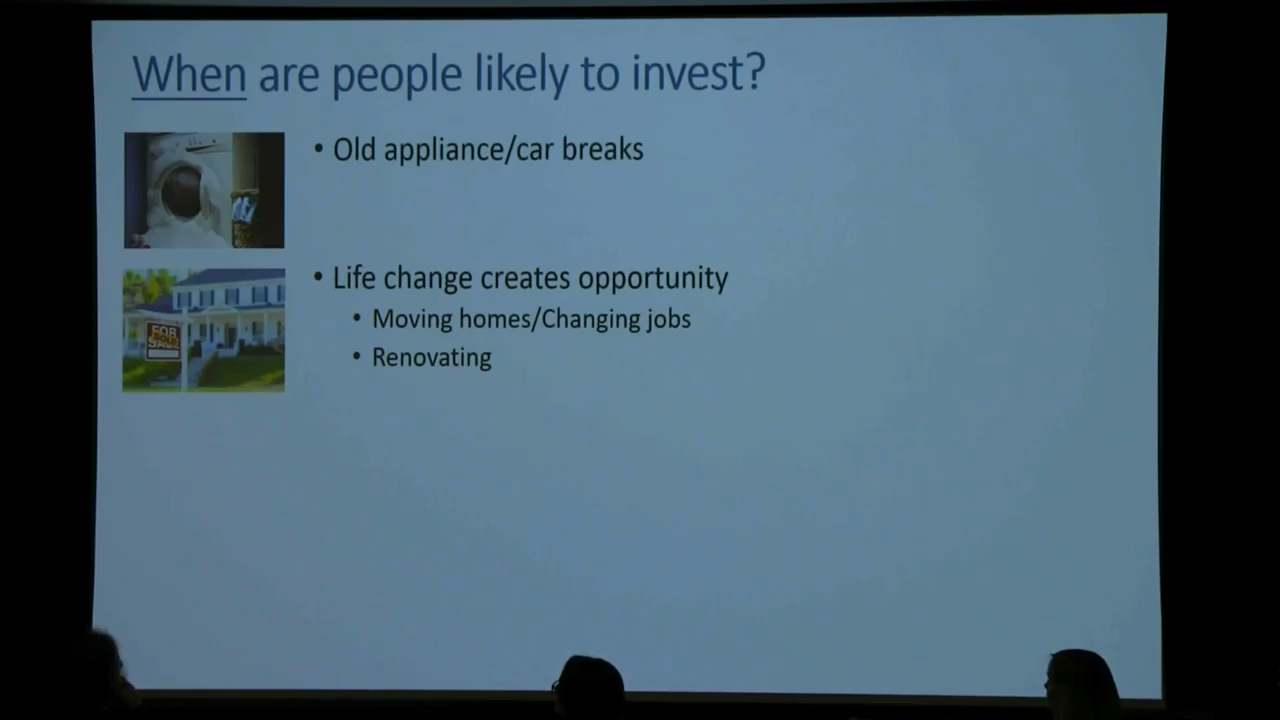 When are people likely to invest?
• Old appliance/car breaks
• Life change creates opportunity
• Moving homes/Changing jobs
• Renovating
FOR
SALE
SOLD